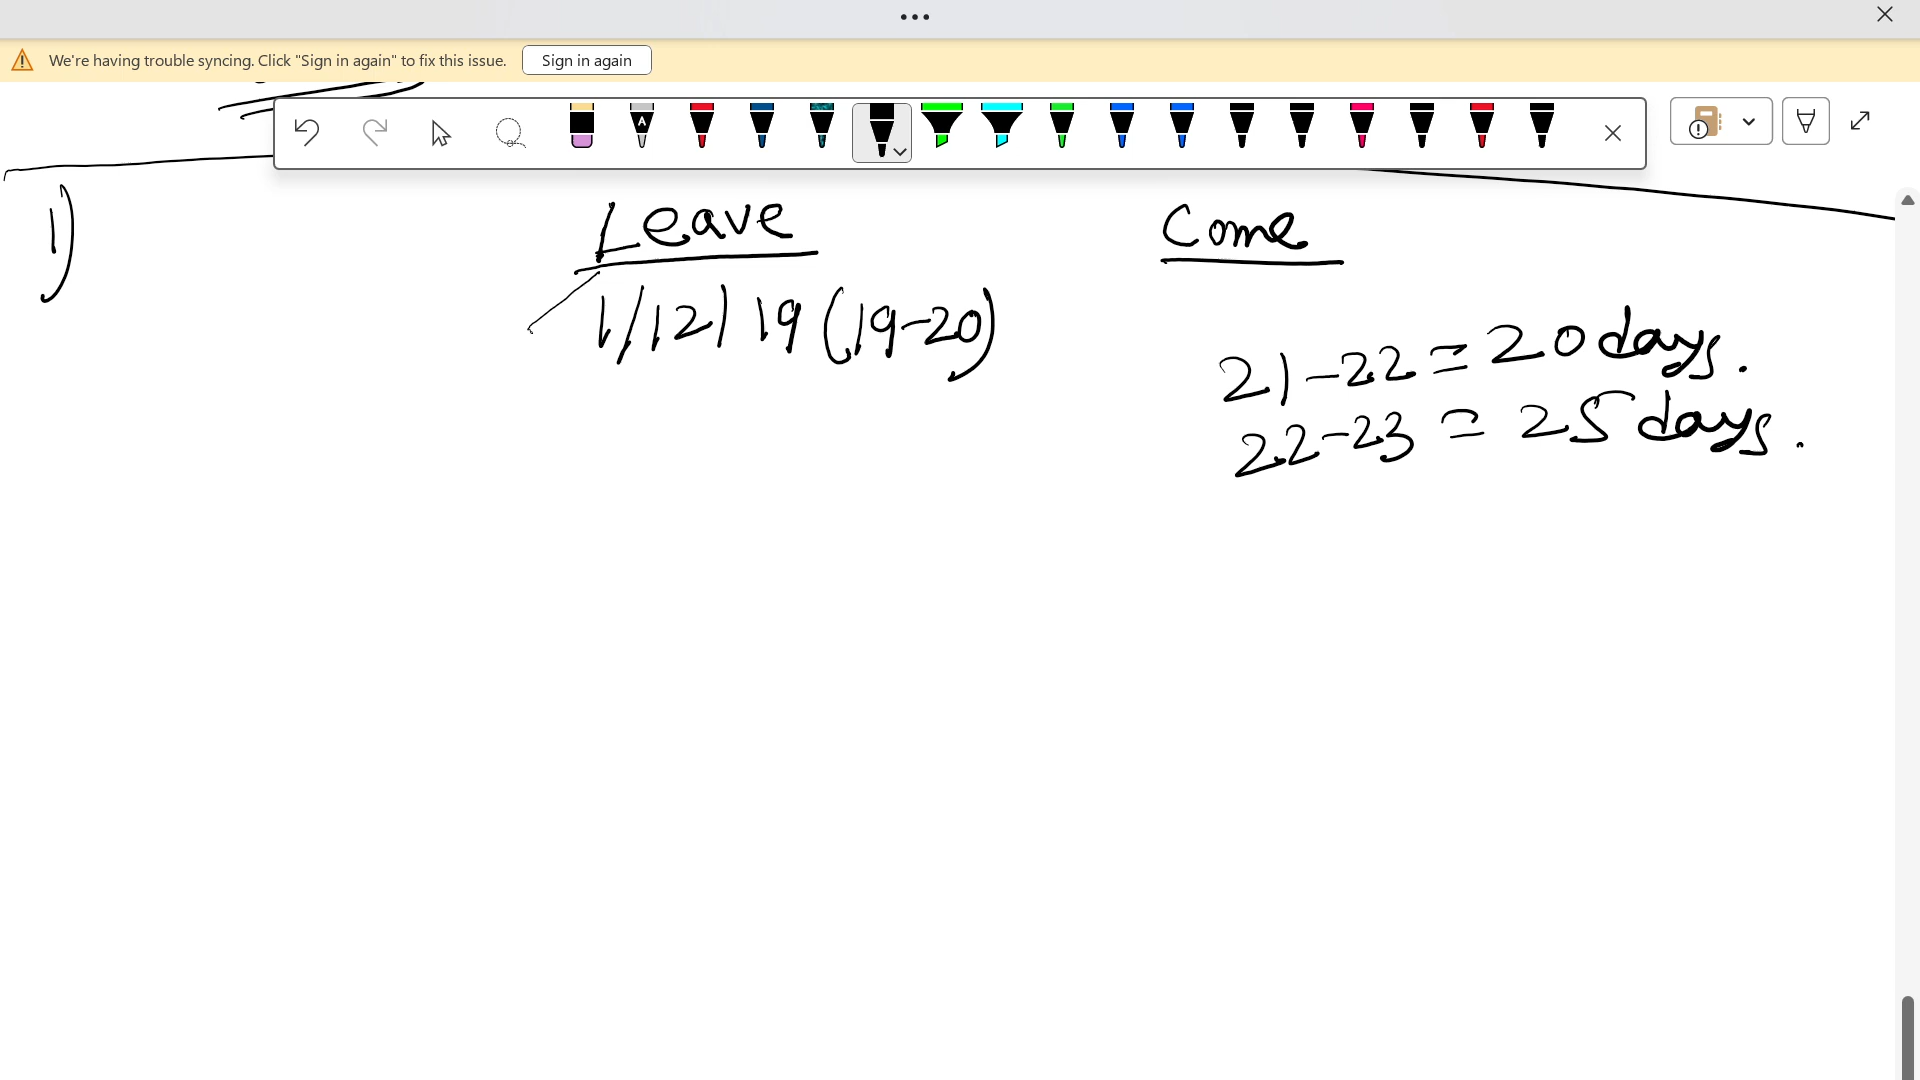 We're having trouble syncing. Click "Sign in again" to fix this issue. Sign in again
1)
Leave
Come
1/12/19 (19-20)
21-22 = 20 days.
22-23 = 25 days.